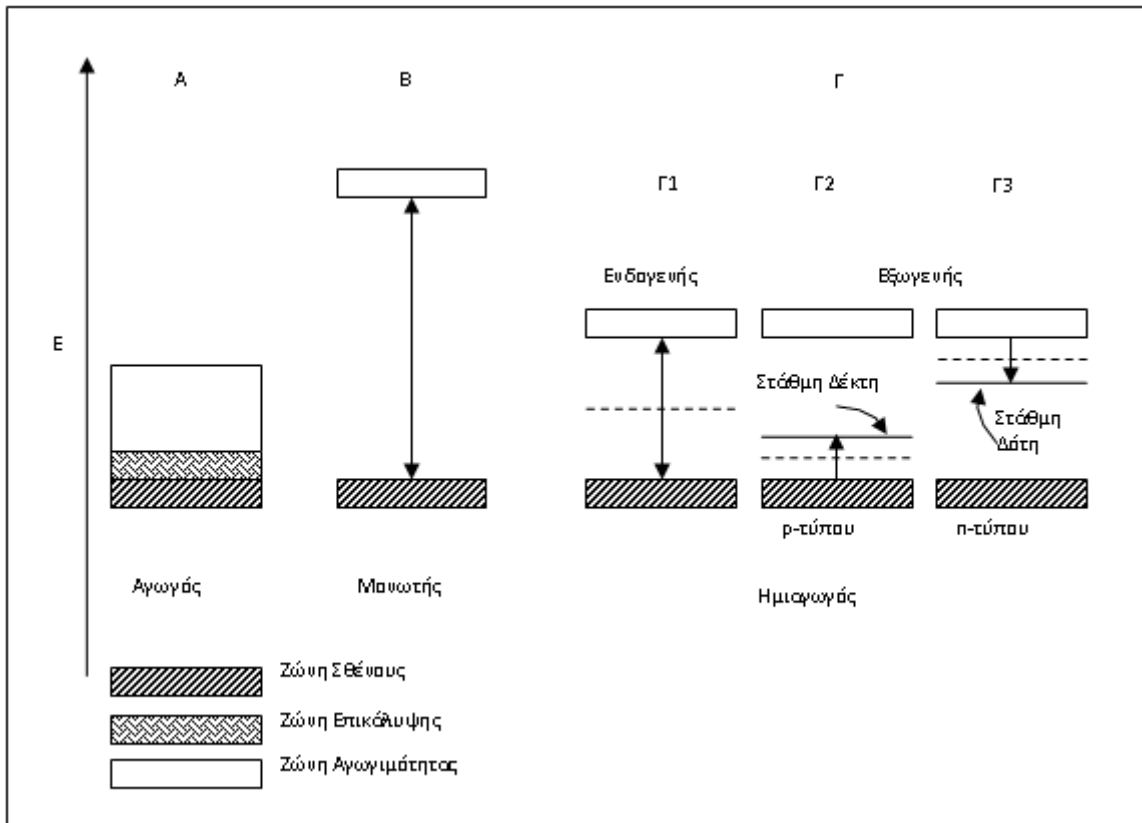 Α
Β
Γ
Γ1
Γ2
Γ3
Ενδογενής
Εξωγενής
Ε
Στάθμη Δέκτη
Στάθμη
Δότη
p-τύπου
n-τύπου
Αγωγός
Μονωτής
Ημιαγωγός
Ζώνη Σθένους
Ζώνη Επικάλυψης
Ζώνη Αγωγιμότητας